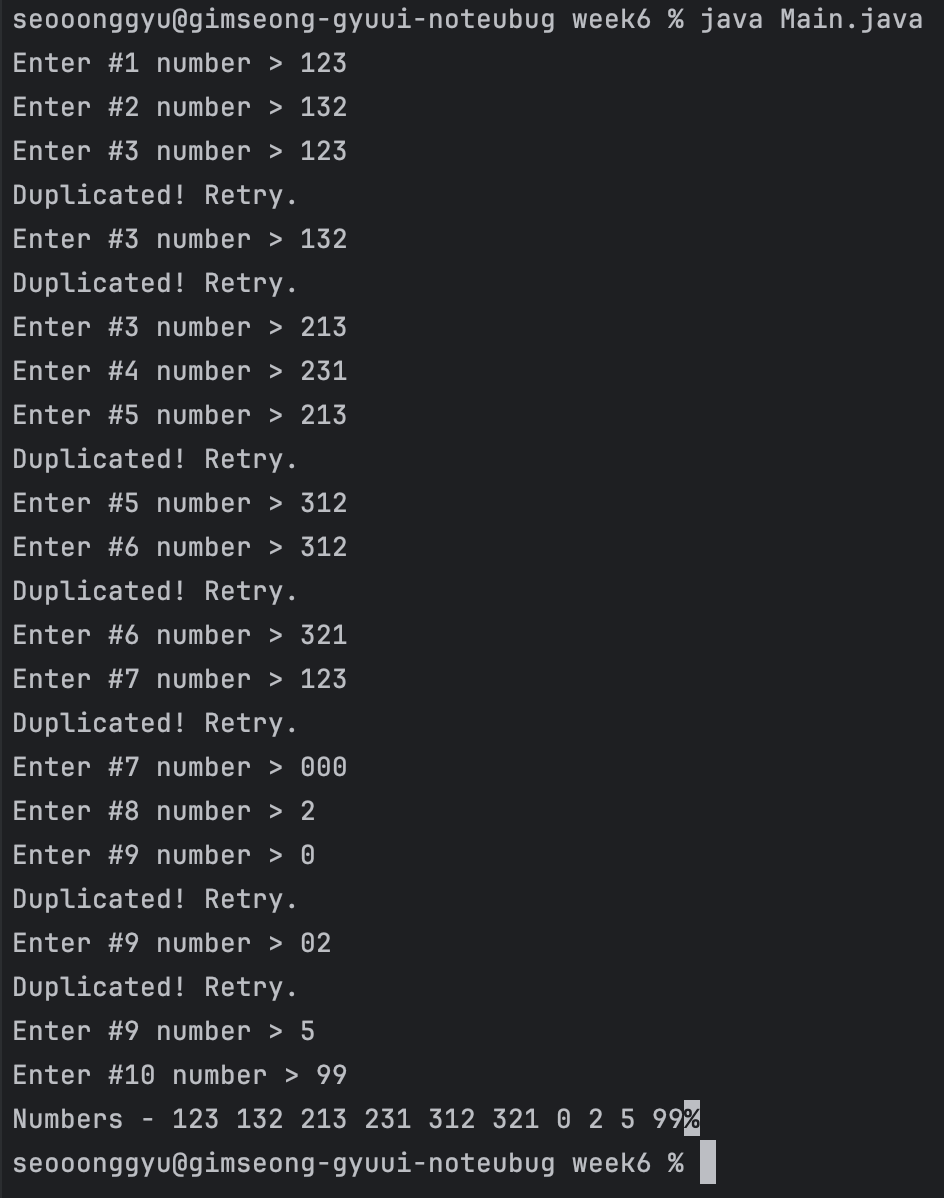 seooonggyu@gimseong-gyuui-noteubug week6 % java Main.java
Enter #1 number > 123
Enter #2 number > 132
Enter #3 number > 123
Duplicated! Retry.
Enter #3 number > 132
Duplicated! Retry.
Enter #3 number > 213
Enter #4 number > 231
Enter #5 number > 213
Duplicated! Retry.
Enter #5 number > 312
Enter #6 number > 312
Duplicated! Retry.
Enter #6 number > 321
Enter #7 number > 123
Duplicated! Retry.
Enter #7 number > 000
Enter #8 number > 2
Enter #9 number > 0
Duplicated! Retry.
Enter #9 number > 02
Duplicated! Retry.
Enter #9 number > 5
Enter #10 number > 99
Numbers - 123 132 213 231 312 321 0 2 5 99%
seooonggyu@gimseong-gyuui-noteubug week6 %